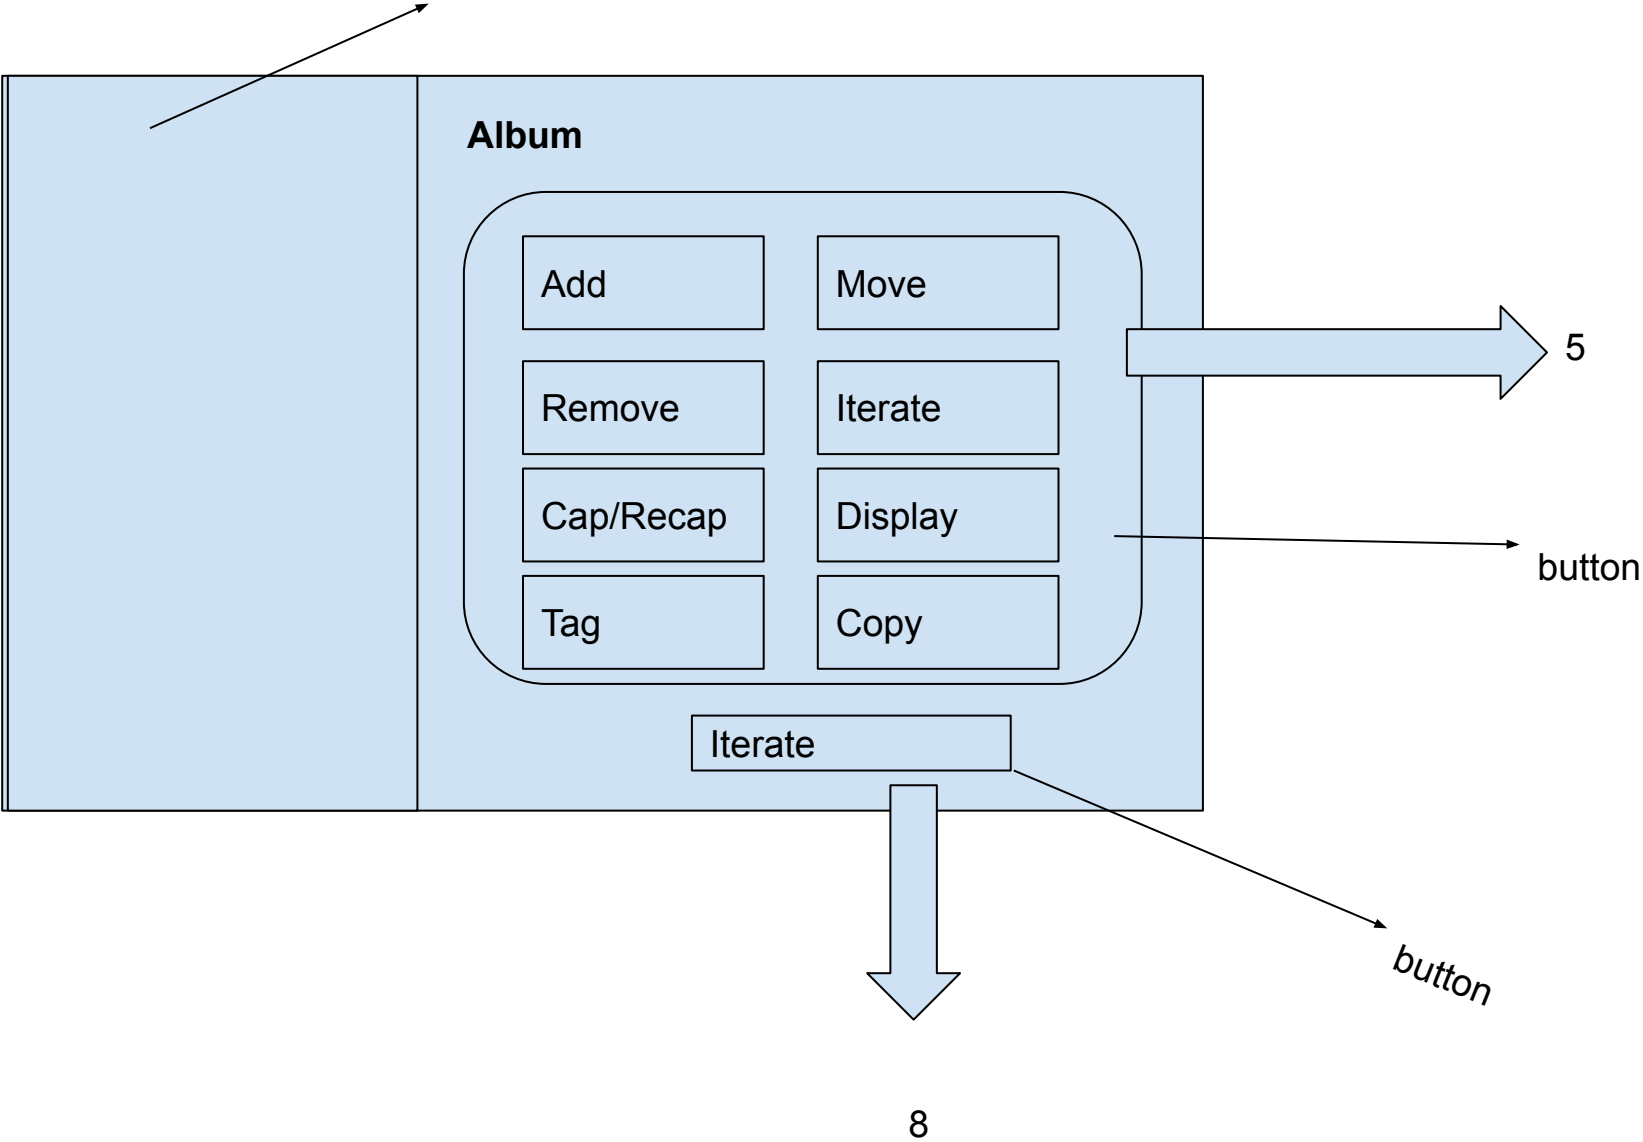 Album
Add
Move
5
Remove
Iterate
Cap/Recap
Display
button
Tag
Copy
Iterate
button
8